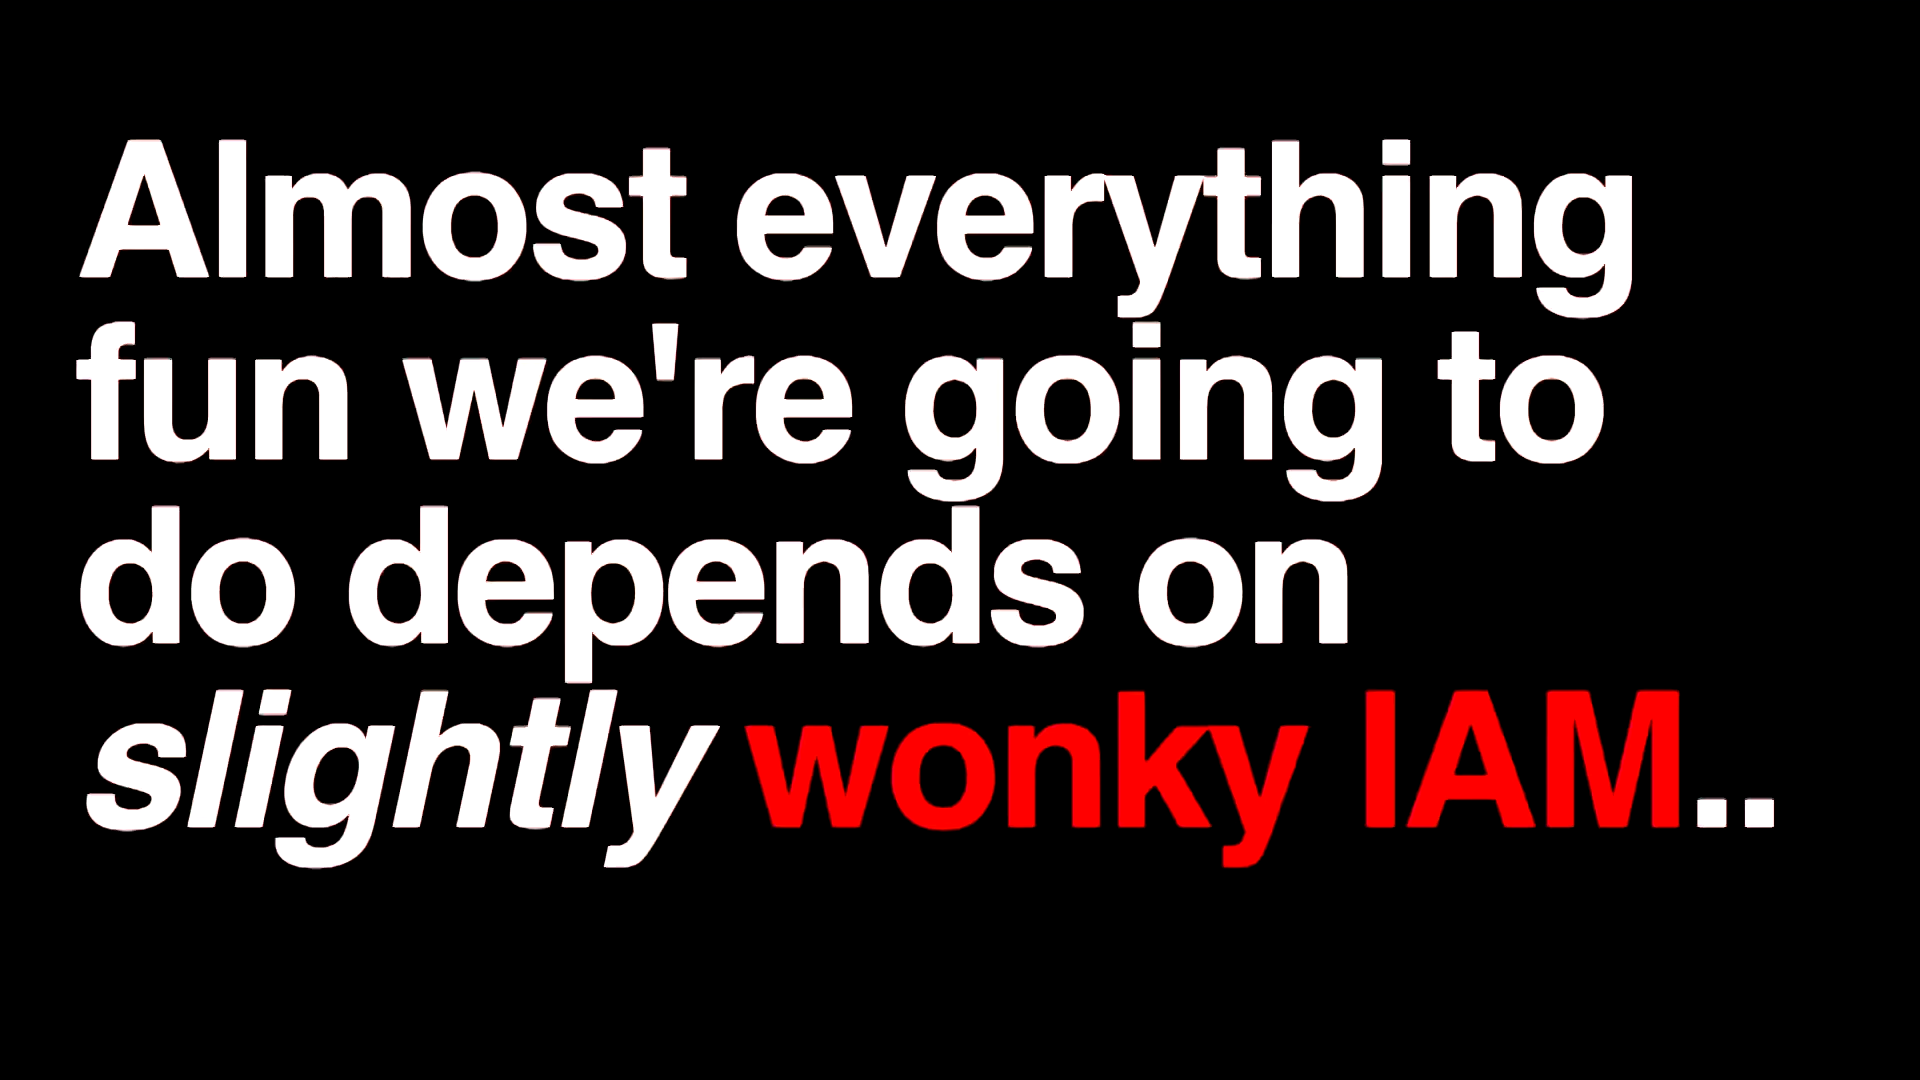 Almost everything
fun we're going to
do depends on
slightly wonky IAM..